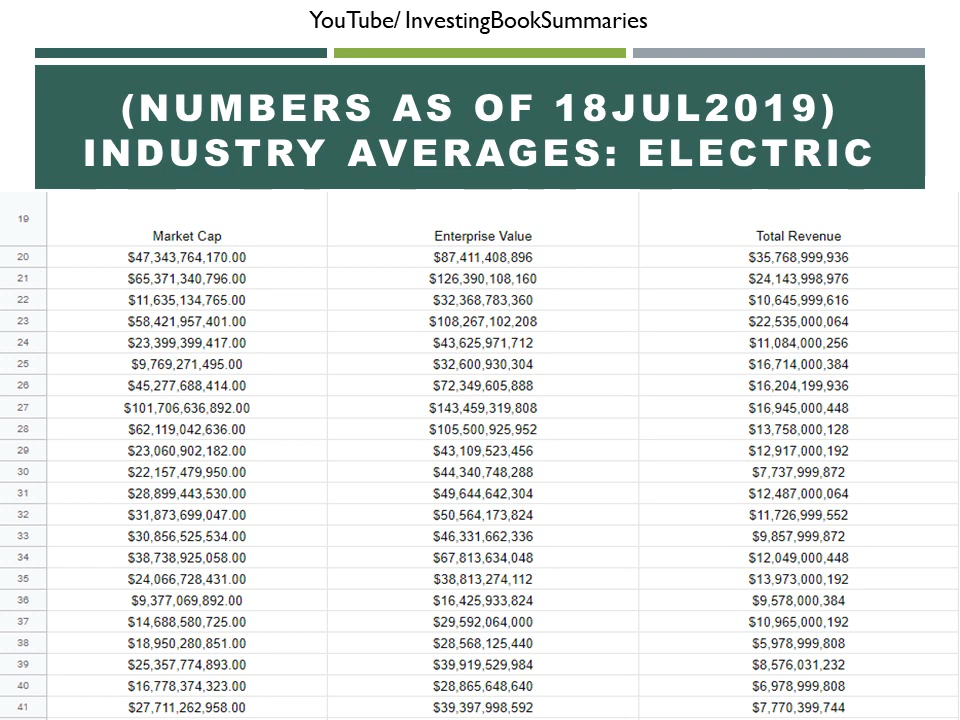 YouTube/ InvestingBookSummaries
(NUMBERS AS OF 18JUL2019)
INDUSTRY AVERAGES: ELECTRIC
19 Market Cap Enterprise Value Total Revenue
20 $47,343,764,170.00 $87,411,408,896 $35,768,999,936
21 $65,371,340,796.00 $126,390,108,160 $24,143,998,976
22 $11,635,134,765.00 $32,368,783,360 $10,645,999,616
23 $58,421,957,401.00 $108,267,102,208 $22,535,000,064
24 $23,399,399,417.00 $43,625,971,712 $11,084,000,256
25 $9,769,271,495.00 $32,600,930,304 $16,714,000,384
26 $45,277,688,414.00 $72,349,605,888 $16,204,199,936
27 $101,706,636,892.00 $143,459,319,808 $16,945,000,448
28 $62,119,042,636.00 $105,500,925,952 $13,758,000,128
29 $23,060,902,182.00 $43,109,523,456 $12,917,000,192
30 $22,157,479,950.00 $44,340,748,288 $7,737,999,872
31 $28,899,443,530.00 $49,644,642,304 $12,487,000,064
32 $31,873,699,047.00 $50,564,173,824 $11,726,999,552
33 $30,856,525,534.00 $46,331,662,336 $9,857,999,872
34 $38,738,925,058.00 $67,813,634,048 $12,049,000,448
35 $24,066,728,431.00 $38,813,274,112 $13,973,000,192
36 $9,377,069,892.00 $16,425,933,824 $9,578,000,384
37 $14,688,580,725.00 $29,592,064,000 $10,965,000,192
38 $18,950,280,851.00 $28,568,125,440 $5,978,999,808
39 $25,357,774,893.00 $39,919,529,984 $8,576,031,232
40 $16,778,374,323.00 $28,865,648,640 $6,978,999,808
41 $27,711,262,958.00 $39,397,998,592 $7,770,399,744